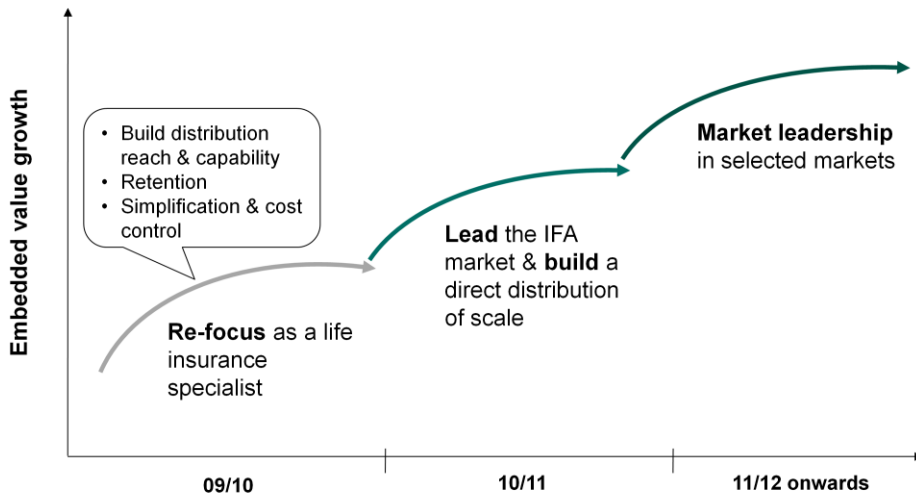 Embedded value growth
• Build distribution
reach & capability
• Retention
• Simplification & cost
control
Re-focus as a life
insurance
specialist
Lead the IFA
market & build a
direct distribution
of scale
Market leadership
in selected markets
09/10
10/11
11/12 onwards